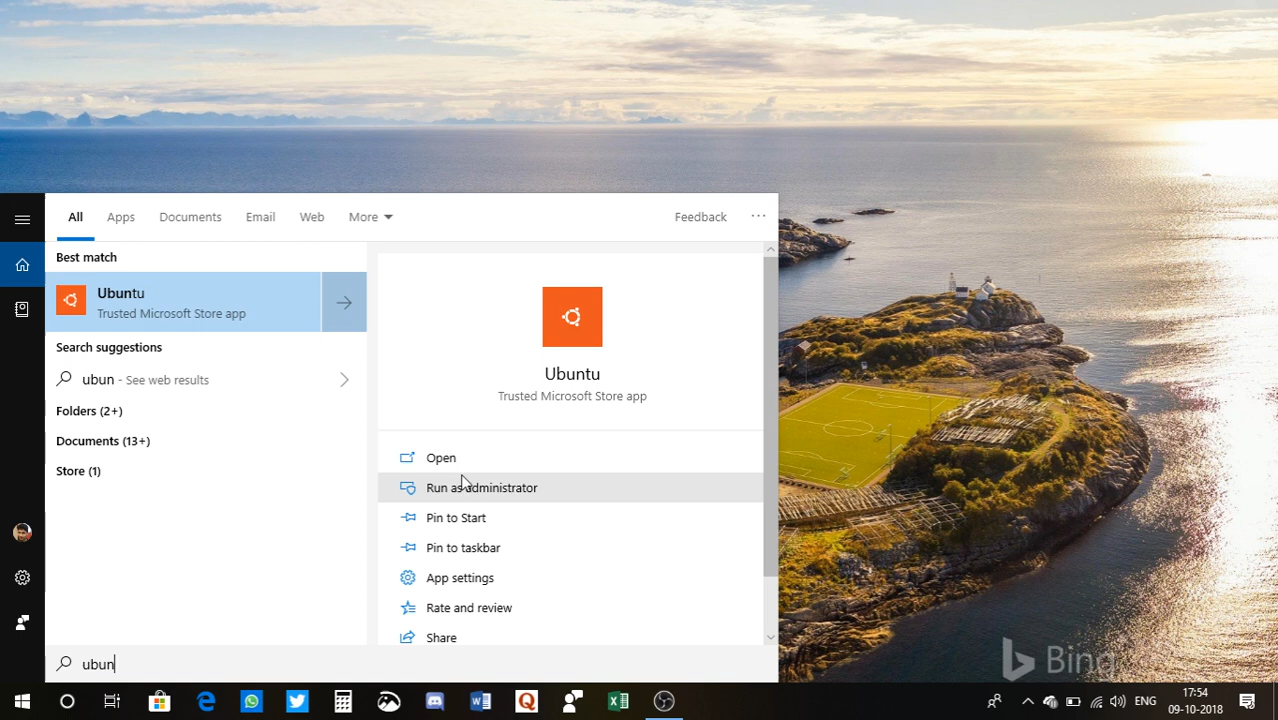 All Apps Documents Email Web More Feedback ...
Best match
Ubuntu
Trusted Microsoft Store app
Search suggestions
ubun - See web results
Folders (2+)
Documents (13+)
Store (1)
Ubuntu
Trusted Microsoft Store app
Open
Run as administrator
Pin to Start
Pin to taskbar
App settings
Rate and review
Share
ubun
Bing
ENG
17:54
09-10-2018